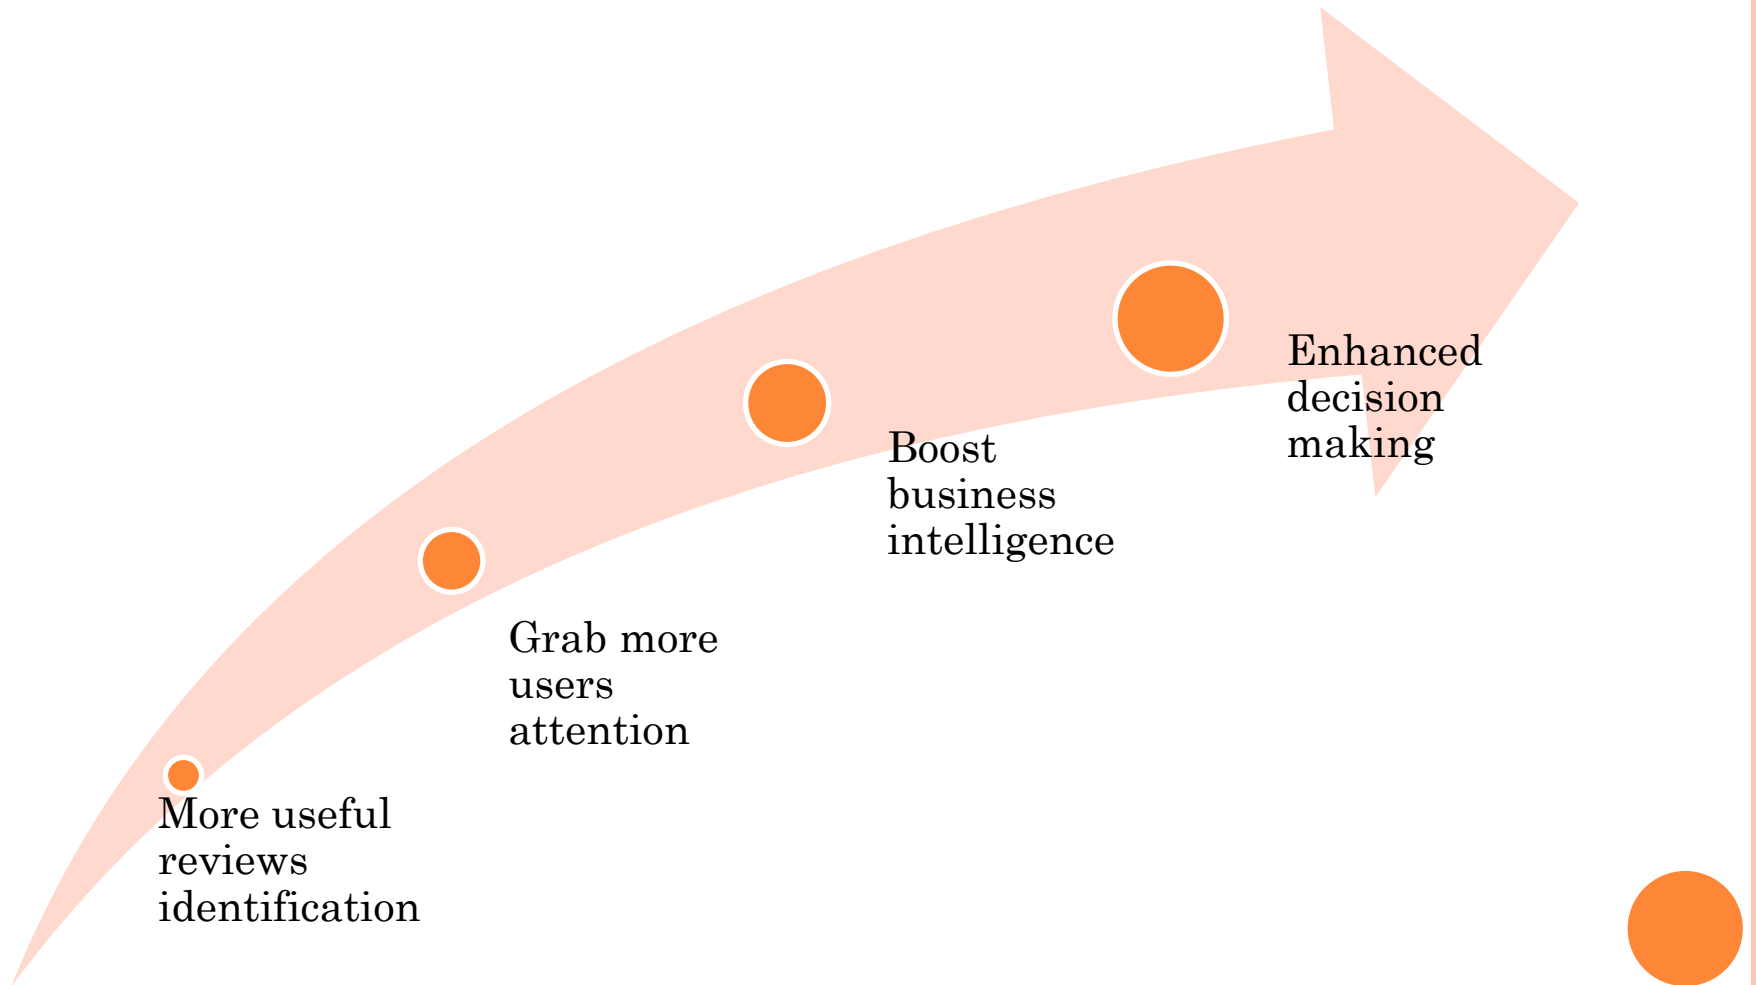 More useful
reviews
identification
Grab more
users
attention
Boost
business
intelligence
Enhanced
decision
making